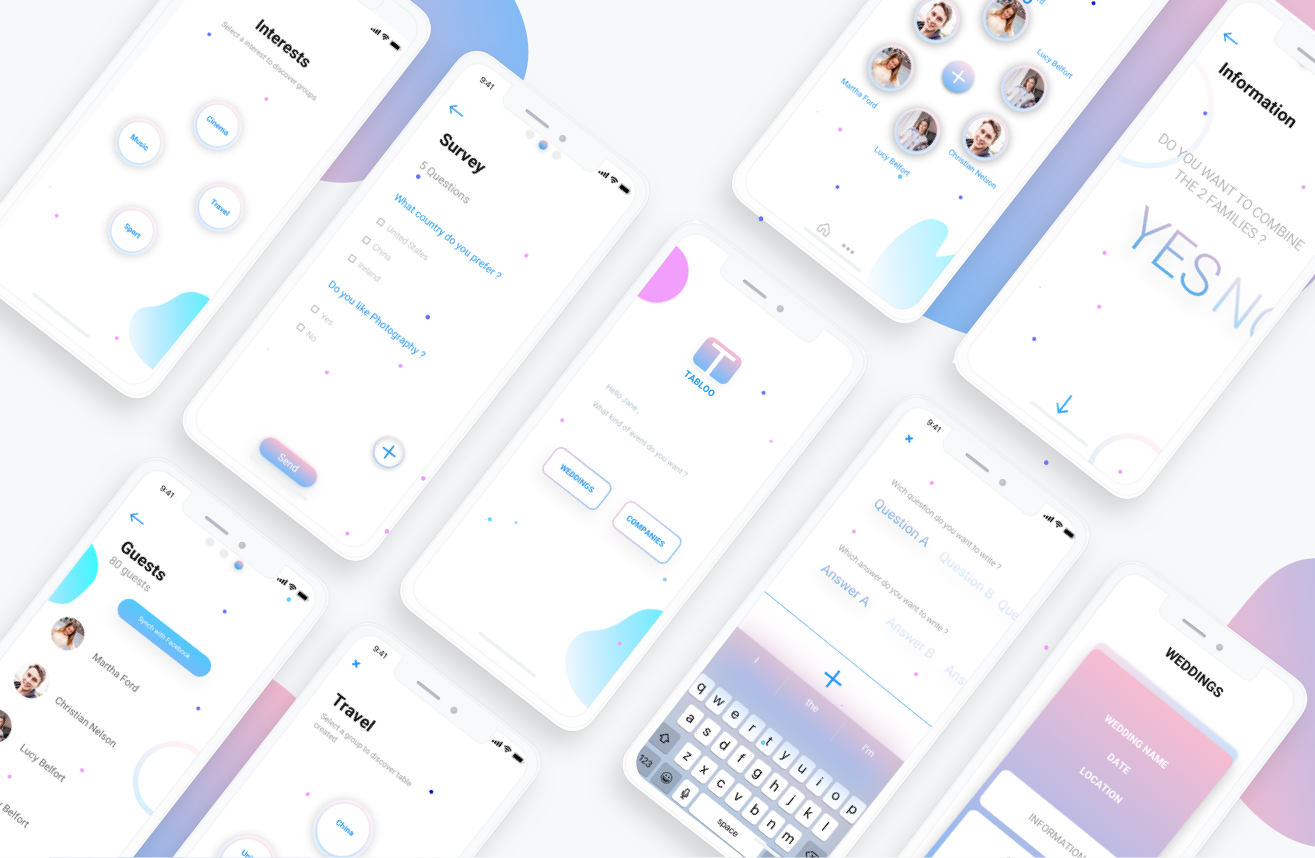 Interests
Select a interest to discover groups
Music
Cinema
Sport
Travel
9:41
Survey
5 Questions
What country do you prefer ?
United States
China
Ireland
Do you like Photography ?
Yes
No
Send
Martha Ford
Lucy Belfort
Lucy Belfort
Christian Nelson
Information
DO YOU WANT TO COMBINE
THE 2 FAMILIES ?
YES
TABLOO
Hello Jane,
What kind of event do you want ?
WEDDINGS
COMPANIES
9:41
Guests
80 guests
Synch with Facebook
Martha Ford
Christian Nelson
Lucy Belfort
Belfort
9:41
Travel
Select a group to discover table
created
China
9:41
Wich question do you want to write ?
Question A
Question B
Que
Which answer do you want to write ?
Answer A
Answer B
Ans
I
the
I'm
q w e r t y u i o p
a s d f g h j k l
z x c v b n m
123
space
WEDDINGS
WEDDING NAME
DATE
LOCATION
INFORMATION